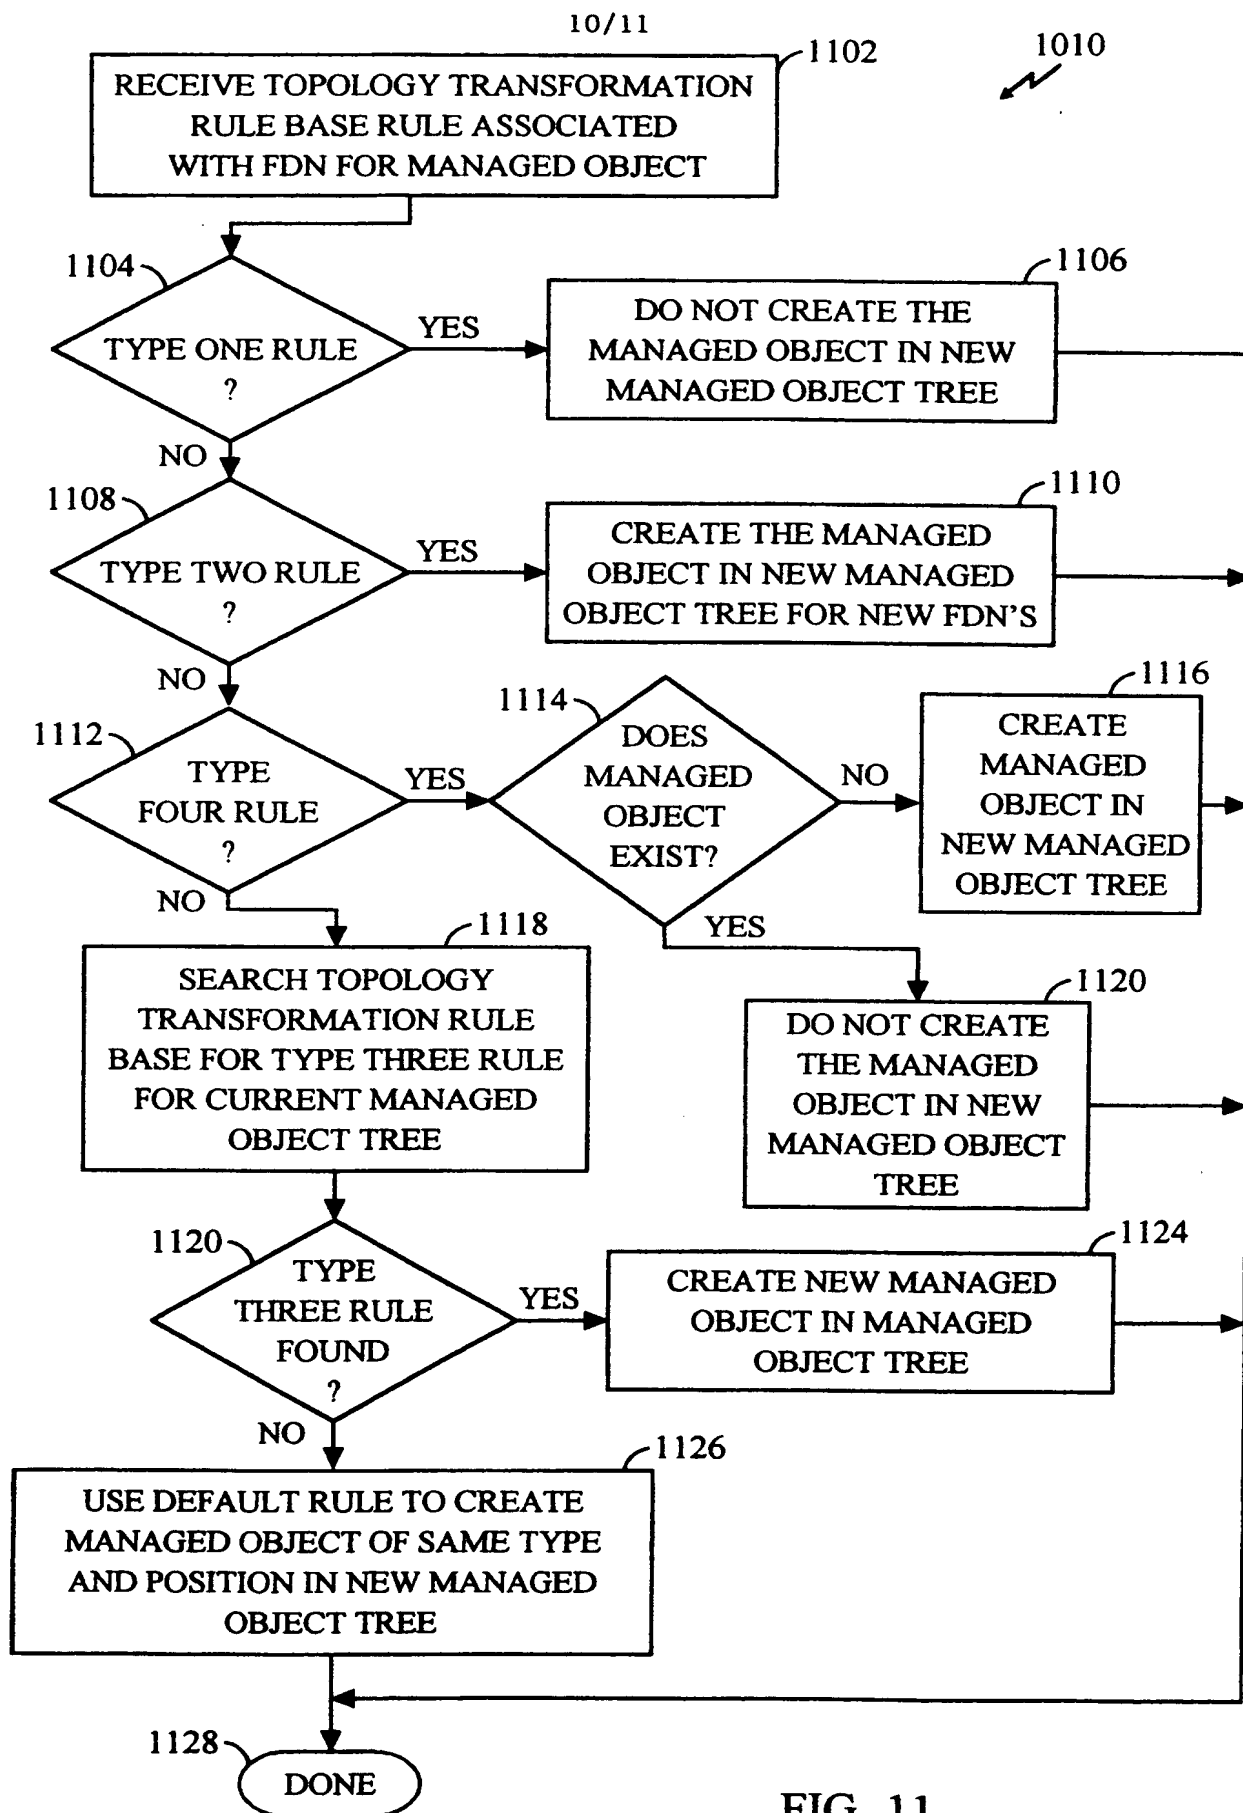 10/11
1102
1010
RECEIVE TOPOLOGY TRANSFORMATION
RULE BASE RULE ASSOCIATED
WITH FDN FOR MANAGED OBJECT
1104
TYPE ONE RULE
?
YES
NO
1106
DO NOT CREATE THE
MANAGED OBJECT IN NEW
MANAGED OBJECT TREE
1108
TYPE TWO RULE
?
YES
NO
1110
CREATE THE MANAGED
OBJECT IN NEW MANAGED
OBJECT TREE FOR NEW FDN'S
1112
TYPE
FOUR RULE
?
YES
NO
1114
DOES
MANAGED
OBJECT
EXIST?
NO
YES
1116
CREATE
MANAGED
OBJECT IN
NEW MANAGED
OBJECT TREE
1118
SEARCH TOPOLOGY
TRANSFORMATION RULE
BASE FOR TYPE THREE RULE
FOR CURRENT MANAGED
OBJECT TREE
1120
DO NOT CREATE
THE MANAGED
OBJECT IN NEW
MANAGED OBJECT
TREE
1120
TYPE
THREE RULE
FOUND
?
YES
NO
1124
CREATE NEW MANAGED
OBJECT IN MANAGED
OBJECT TREE
1126
USE DEFAULT RULE TO CREATE
MANAGED OBJECT OF SAME TYPE
AND POSITION IN NEW MANAGED
OBJECT TREE
1128
DONE
FIG. 11